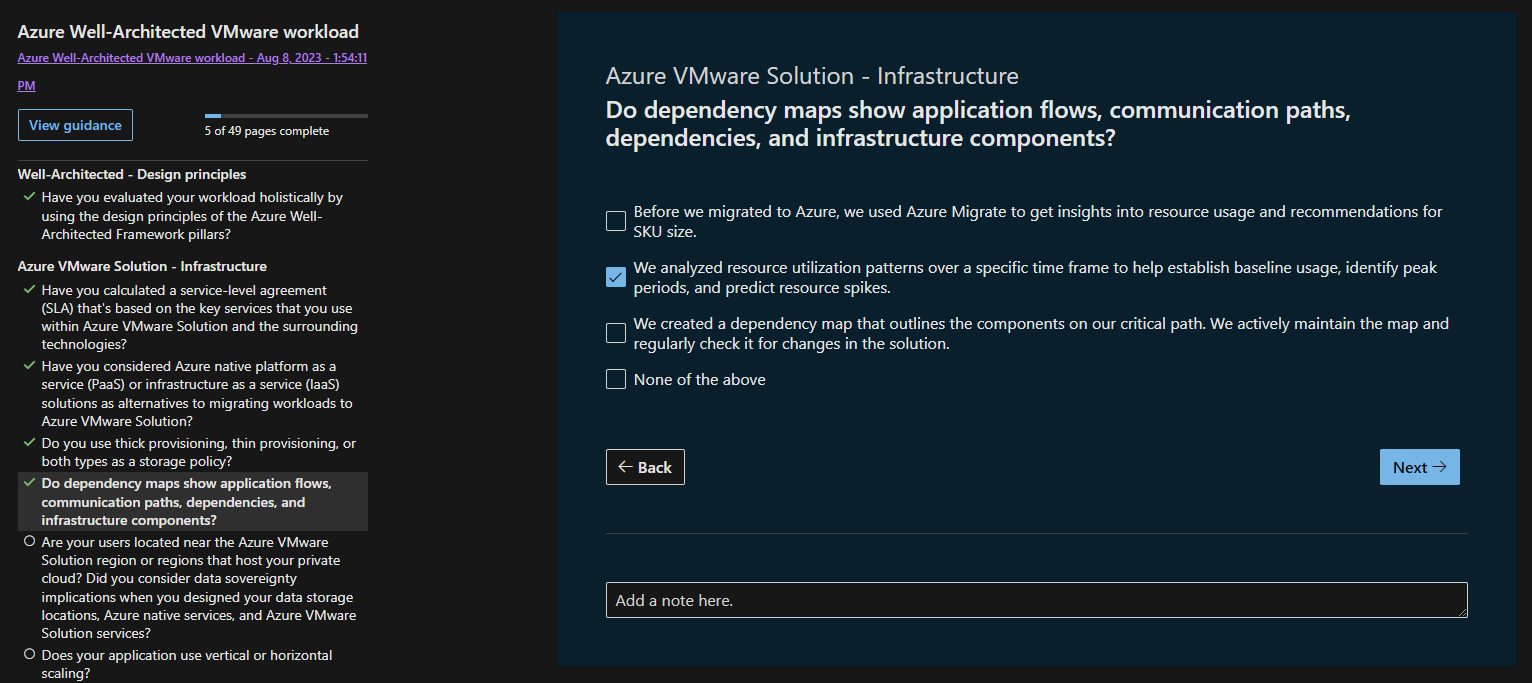 Azure Well-Architected VMware workload
Azure Well-Architected VMware workload - Aug 8, 2023 - 1:54:11
PM
View guidance
5 of 49 pages complete
Well-Architected - Design principles
Have you evaluated your workload holistically by
using the design principles of the Azure Well-
Architected Framework pillars?
Azure VMware Solution - Infrastructure
Have you calculated a service-level agreement
(SLA) that's based on the key services that you use
within Azure VMware Solution and the surrounding
technologies?
Have you considered Azure native platform as a
service (PaaS) or infrastructure as a service (IaaS)
solutions as alternatives to migrating workloads to
Azure VMware Solution?
Do you use thick provisioning, thin provisioning, or
both types as a storage policy?
Do dependency maps show application flows,
communication paths, dependencies, and
infrastructure components?
Are your users located near the Azure VMware
Solution region or regions that host your private
cloud? Did you consider data sovereignty
implications when you designed your data storage
locations, Azure native services, and Azure VMware
Solution services?
Does your application use vertical or horizontal
scaling?
Azure VMware Solution - Infrastructure
Do dependency maps show application flows, communication paths,
dependencies, and infrastructure components?
Before we migrated to Azure, we used Azure Migrate to get insights into resource usage and recommendations for
SKU size.
We analyzed resource utilization patterns over a specific time frame to help establish baseline usage, identify peak
periods, and predict resource spikes.
We created a dependency map that outlines the components on our critical path. We actively maintain the map and
regularly check it for changes in the solution.
None of the above
Back
Next
Add a note here.